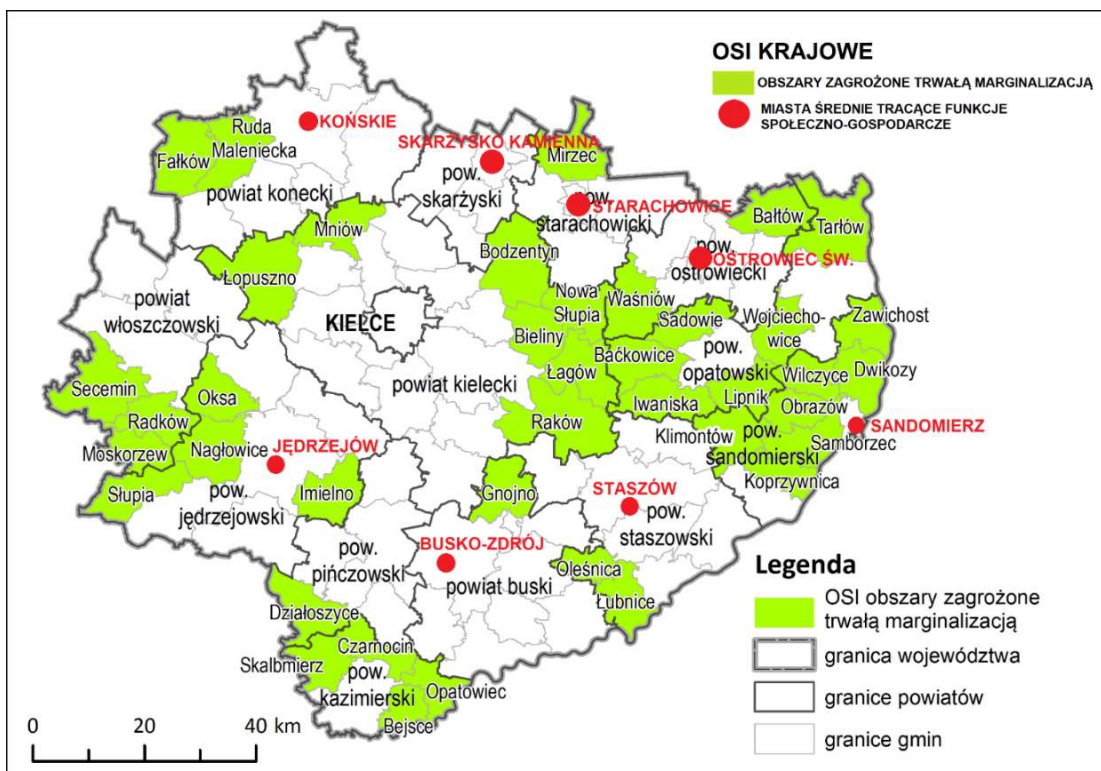 OSI KRAJOWE
OBSZARY ZAGROŻONE TRWAŁĄ MARGINALIZACJĄ
MIASTA ŚREDNIE TRACĄCE FUNKCJE
SPOŁECZNO-GOSPODARCZE
KOŃSKIE
Ruda
Maleniecka
Fałków
powiat konecki
SKARŻYSKO KAMIENNA
pow.
skarżyski
Mirzec
pow.
STARACHOWICE
starachowicki
Bałtów
Tarłów
pow.
OSTROWIEC ŚW.
ostrowiecki
Mniów
Bodzentyn
Łopuszno
powiat
włoszczowski
KIELCE
Nowa
Słupia
Waśniów
Sadowie
Wojciecho-
wice
Zawichost
Bieliny
Baćkowice
pow.
opatowski
Wilczyce
Dwikozy
Secemin
Oksa
powiat kielecki
Łagów
Iwaniska
Lipnik
Obrazów
Radków
Raków
SANDOMIERZ
Moskorzew
Nagłowice
JĘDRZEJÓW
Klimontów
pow.
sandomierski
Samborzec
Koprzywnica
Słupia
pow.
jędrzejowski
Imielno
Gnojno
STASZÓW
pow.
staszowski
pow.
pińczowski
BUSKO-ZDRÓJ
powiat buski
Oleśnica
Łubnice
Działoszyce
Czarnocin
Skalbmierz
pow.
kazimierski
Opatowiec
Bejsce
Legenda
OSI obszary zagrożone
trwałą marginalizacją
granica województwa
granice powiatów
granice gmin
0 20 40 km